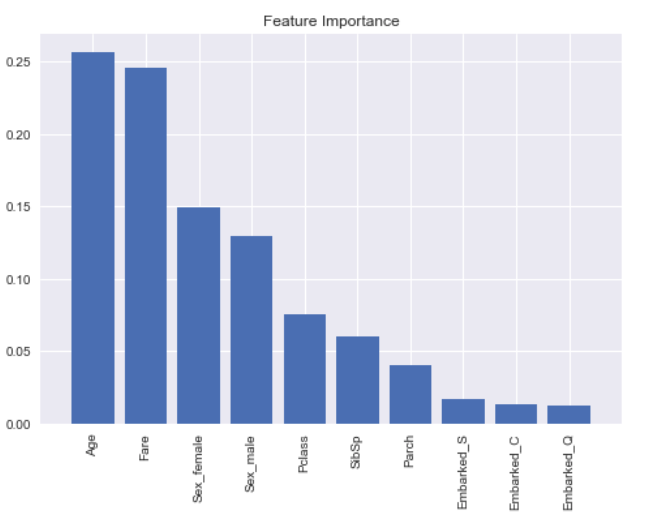 Feature Importance
0.25
0.20
0.15
0.10
0.05
0.00
Age
Fare
Sex_female
Sex_male
Pclass
SibSp
Parch
Embarked_S
Embarked_C
Embarked_Q